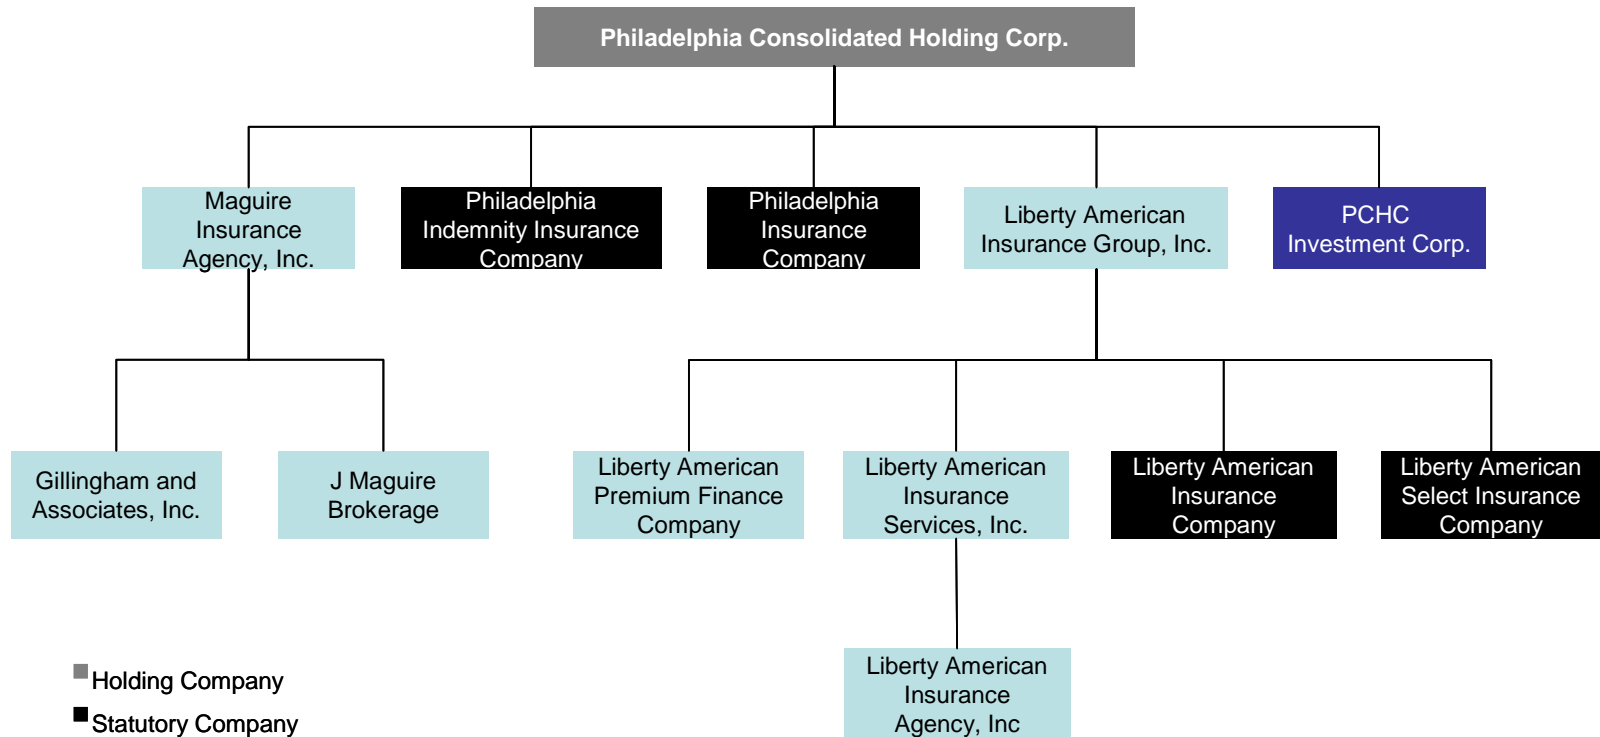 Philadelphia Consolidated Holding Corp.
Maguire
Insurance
Agency, Inc.
Philadelphia
Indemnity Insurance
Company
Philadelphia
Insurance
Company
Liberty American
Insurance Group, Inc.
PCHC
Investment Corp.
Gillingham and
Associates, Inc.
J Maguire
Brokerage
Liberty American
Premium Finance
Company
Liberty American
Insurance
Services, Inc.
Liberty American
Insurance
Company
Liberty American
Select Insurance
Company
Liberty American
Insurance
Agency, Inc
Holding Company
Statutory Company